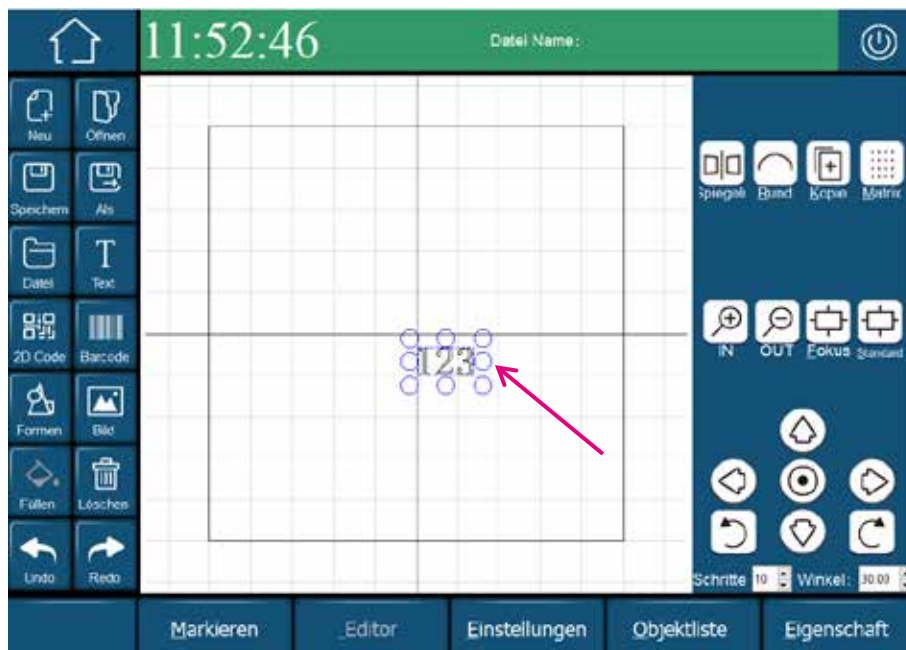 11:52:46 Datei Name:
Neu Öffnen
Speichern Als
Datei Text
2D Code Barcode
Formen Bild
Füllen Löschen
Undo Redo
Spiegeln Rund Kopie Matrix
IN OUT Fokus Standard
123
Schritte 10 Winkel: 30.00
Markieren Editor Einstellungen Objektliste Eigenschaft